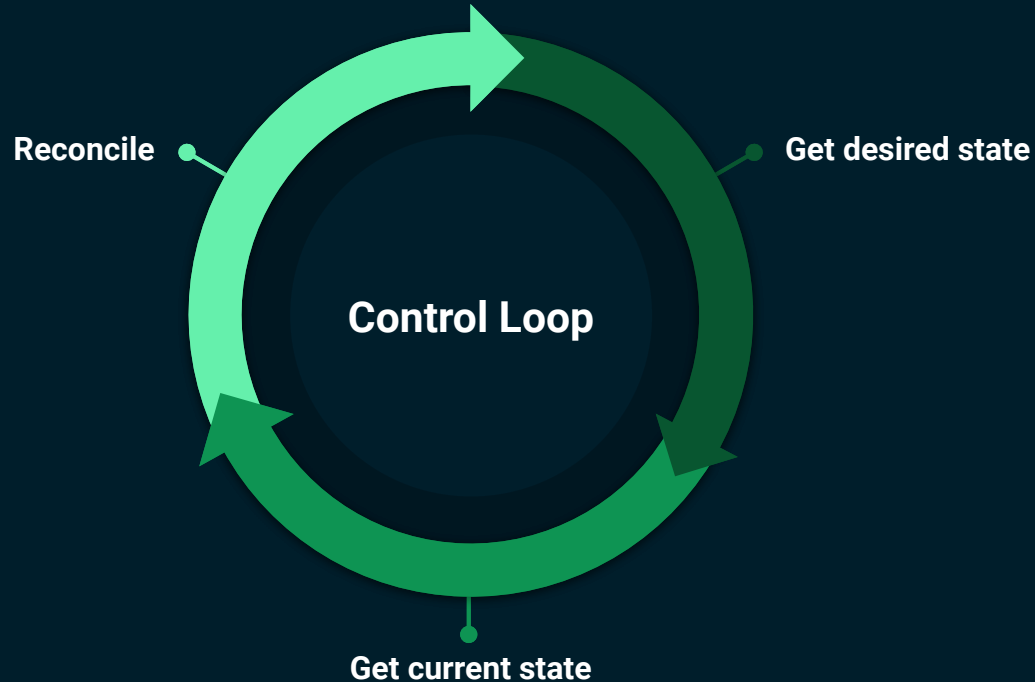 Reconcile
Get desired state
Control Loop
Get current state